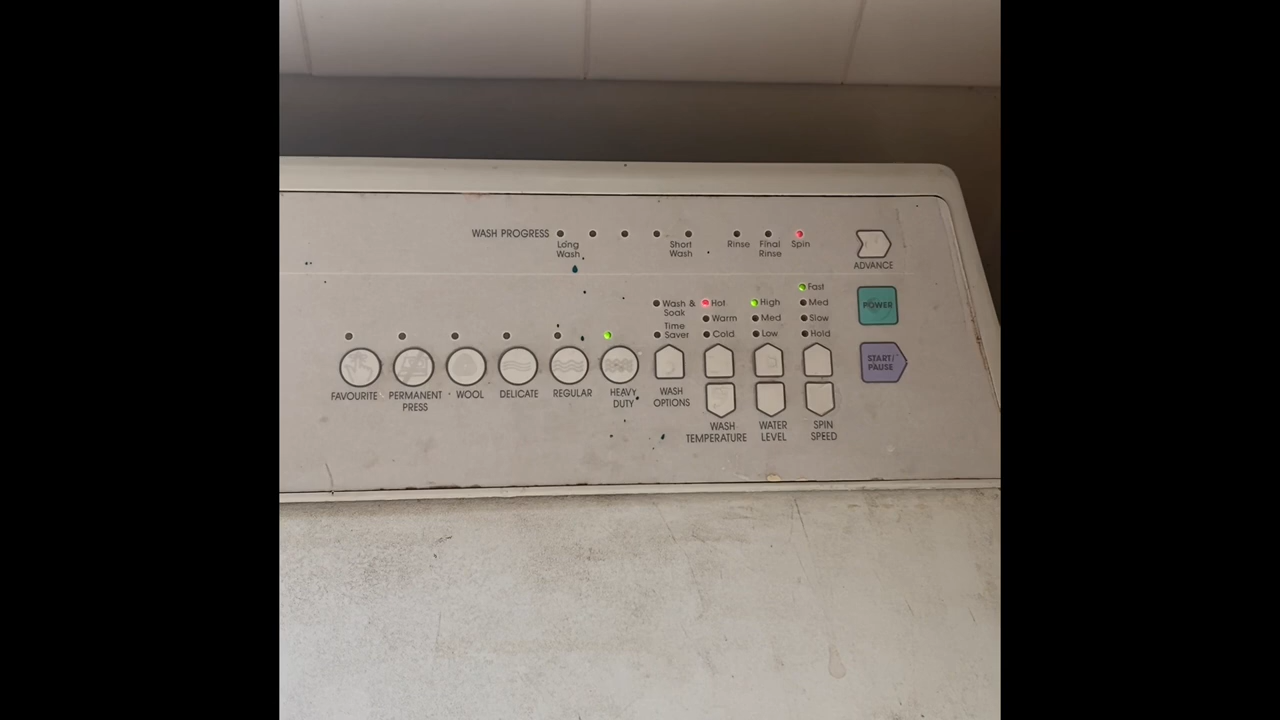 WASH PROGRESS
Long
Wash
Short
Wash
Rinse
Final
Rinse
Spin
ADVANCE
Wash &
Soak
Time
Saver
Hot
Warm
Cold
High
Med
Low
Fast
Med
Slow
Hold
POWER
START/
PAUSE
FAVOURITE
PERMANENT
PRESS
WOOL
DELICATE
REGULAR
HEAVY
DUTY
WASH
OPTIONS
WASH
TEMPERATURE
WATER
LEVEL
SPIN
SPEED